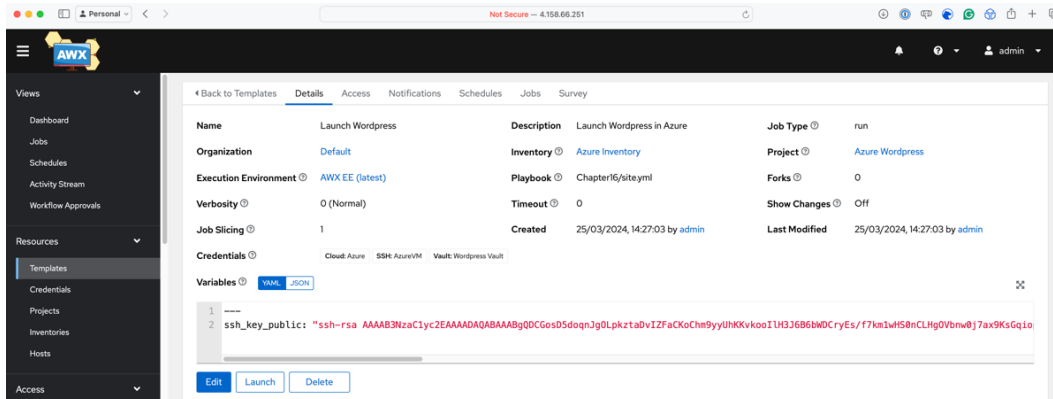 Personal
Not Secure — 4.158.66.251
AWX
admin
Views
Dashboard
Jobs
Schedules
Activity Stream
Workflow Approvals
Resources
Templates
Credentials
Projects
Inventories
Hosts
Access
Back to Templates Details Access Notifications Schedules Jobs Survey
Name Launch Wordpress Description Launch Wordpress in Azure Job Type run
Organization Default Inventory Azure Inventory Project Azure Wordpress
Execution Environment AWX EE (latest) Playbook Chapter16/site.yml Forks 0
Verbosity 0 (Normal) Timeout 0 Show Changes Off
Job Slicing 1 Created 25/03/2024, 14:27:03 by admin Last Modified 25/03/2024, 14:27:03 by admin
Credentials Cloud: Azure SSH: AzureVM Vault: Wordpress Vault
Variables YAML JSON
1 ---
2 ssh_key_public: "ssh-rsa AAAAB3NzaC1yc2EAAAADAQABAAABgQDCGosD5doqnJgOLpkztaDvIZFaCKoChm9yyUhKKvkooIlH3J6B6bWDCryEs/f7km1wHS0nCLHgOVbnw0j7ax9KsGqio
Edit Launch Delete